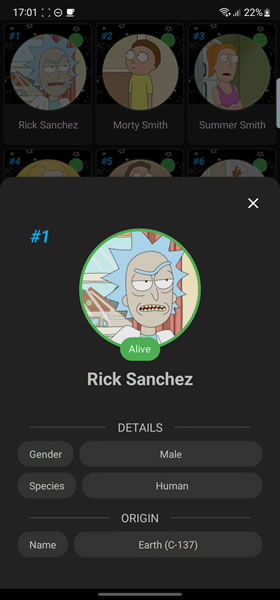 17:01 22%
#1 #2 #3
Rick Sanchez Morty Smith Summer Smith
#4 #5 #6
#1
Alive
Rick Sanchez
DETAILS
Gender Male
Species Human
ORIGIN
Name Earth (C-137)